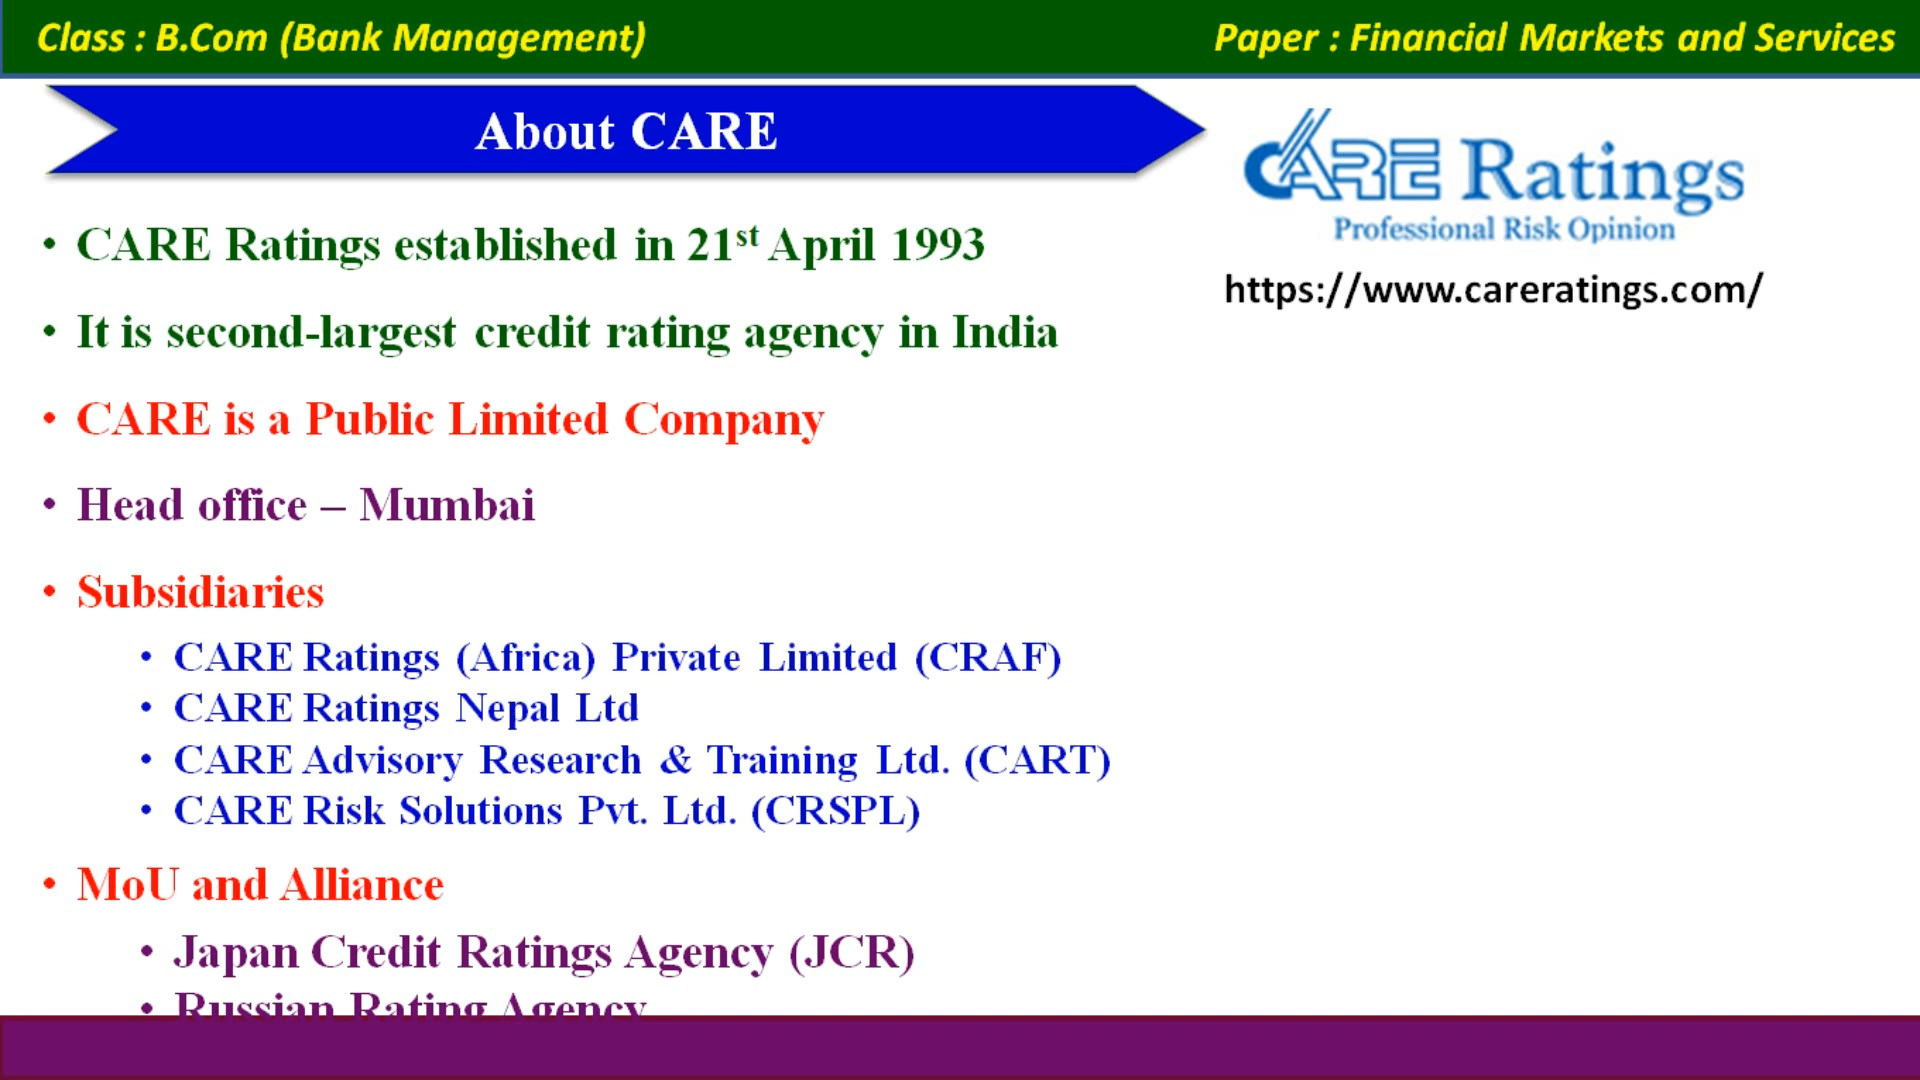 Class : B.Com (Bank Management)
Paper : Financial Markets and Services
About CARE
CARE Ratings
Professional Risk Opinion
https://www.careratings.com/
• CARE Ratings established in 21st April 1993
• It is second-largest credit rating agency in India
• CARE is a Public Limited Company
• Head office – Mumbai
• Subsidiaries
• CARE Ratings (Africa) Private Limited (CRAF)
• CARE Ratings Nepal Ltd
• CARE Advisory Research & Training Ltd. (CART)
• CARE Risk Solutions Pvt. Ltd. (CRSPL)
• MoU and Alliance
• Japan Credit Ratings Agency (JCR)
• Russian Rating Agency